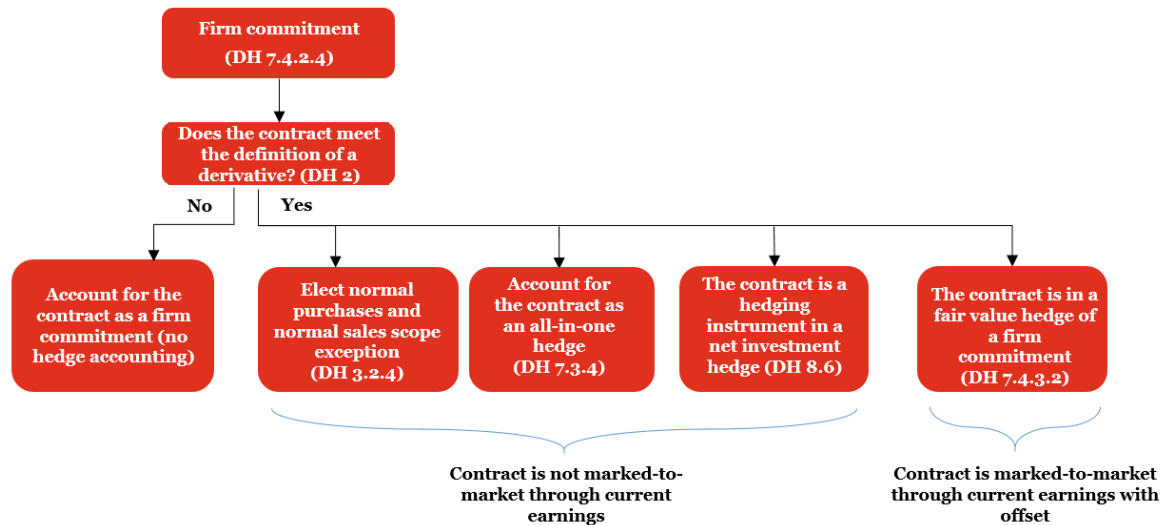 Firm commitment
(DH 7.4.2.4)
Does the contract meet
the definition of a
derivative? (DH 2)
No
Yes
Account for the
contract as a firm
commitment (no
hedge accounting)
Elect normal
purchases and
normal sales scope
exception
(DH 3.2.4)
Account for
the contract as
an all-in-one
hedge
(DH 7.3.4)
The contract is a
hedging
instrument in a
net investment
hedge (DH 8.6)
The contract is in a
fair value hedge of
a firm
commitment
(DH 7.4.3.2)
Contract is not marked-to-
market through current
earnings
Contract is marked-to-market
through current earnings with
offset